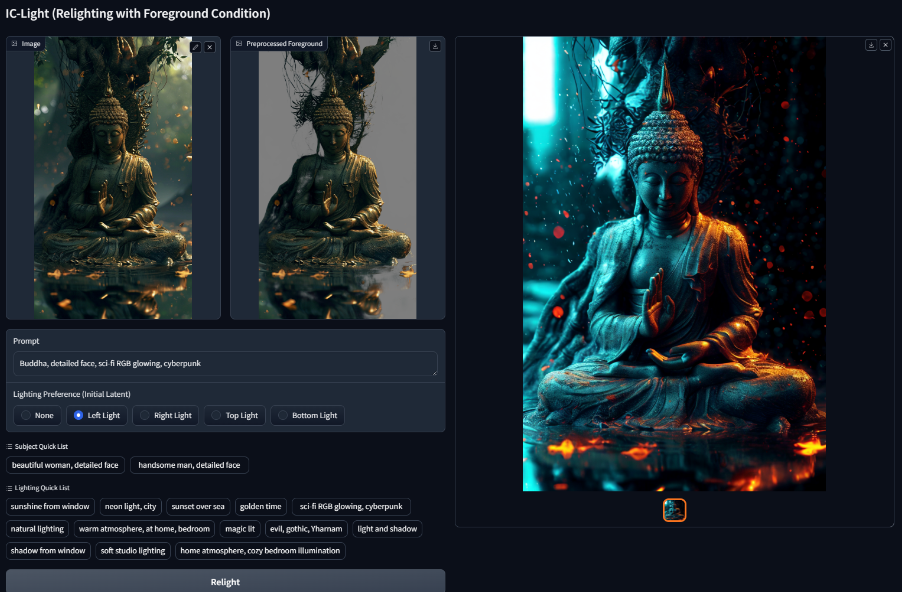 IC-Light (Relighting with Foreground Condition)
Image
Preprocessed Foreground
Prompt
Buddha, detailed face, sci-fi RGB glowing, cyberpunk
Lighting Preference (Initial Latent)
None Left Light Right Light Top Light Bottom Light
Subject Quick List
beautiful woman, detailed face handsome man, detailed face
Lighting Quick List
sunshine from window neon light, city sunset over sea golden time sci-fi RGB glowing, cyberpunk
natural lighting warm atmosphere, at home, bedroom magic lit evil, gothic, Yharnam light and shadow
shadow from window soft studio lighting home atmosphere, cozy bedroom illumination
Relight